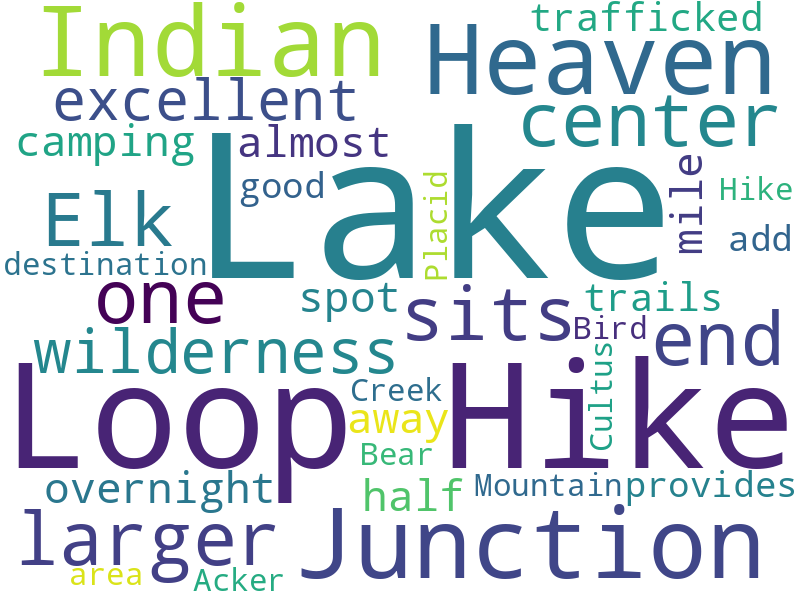 Indian
trafficked
Heaven
excellent
center
camping
almost
Lake
good
Placid
mile
Hike
Elk
add
destination
one
spot
sits
trails
Bird
end
wilderness
Cultus
Loop Hike
Creek
away
Bear
overnight
half
Mountain
provides
larger
Junction
area
Acker